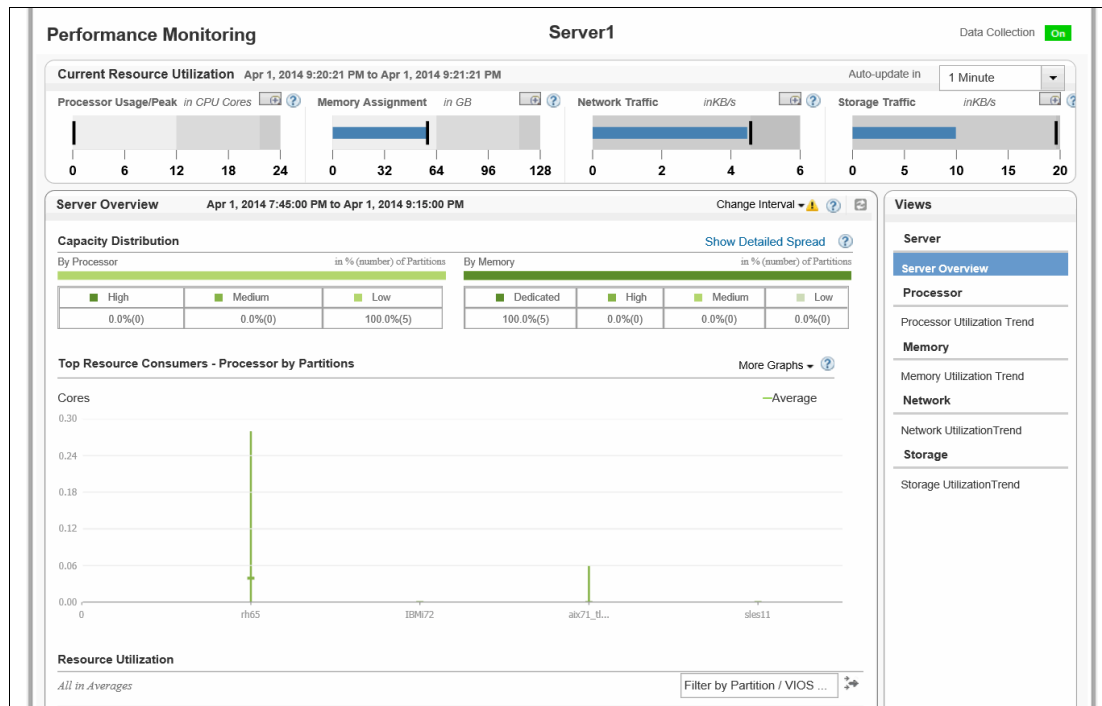 Performance Monitoring
Server1
Data Collection On
Current Resource Utilization Apr 1, 2014 9:20:21 PM to Apr 1, 2014 9:21:21 PM
Auto-update in 1 Minute
Processor Usage/Peak in CPU Cores
Memory Assignment in GB
Network Traffic inKB/s
Storage Traffic inKB/s
0 6 12 18 24
0 32 64 96 128
0 2 4 6
0 5 10 15 20
Server Overview Apr 1, 2014 7:45:00 PM to Apr 1, 2014 9:15:00 PM
Change Interval
Capacity Distribution
Show Detailed Spread
By Processor in % (number) of Partitions
High Medium Low
0.0%(0) 0.0%(0) 100.0%(5)
By Memory in % (number) of Partitions
Dedicated High Medium Low
100.0%(5) 0.0%(0) 0.0%(0) 0.0%(0)
Top Resource Consumers - Processor by Partitions
More Graphs
Cores
Average
0.30
0.24
0.18
0.12
0.06
0.00
0 rh65 IBMi72 aix71_tl... sles11
Resource Utilization
All in Averages
Filter by Partition / VIOS ...
Views
Server
Server Overview
Processor
Processor Utilization Trend
Memory
Memory Utilization Trend
Network
Network UtilizationTrend
Storage
Storage UtilizationTrend